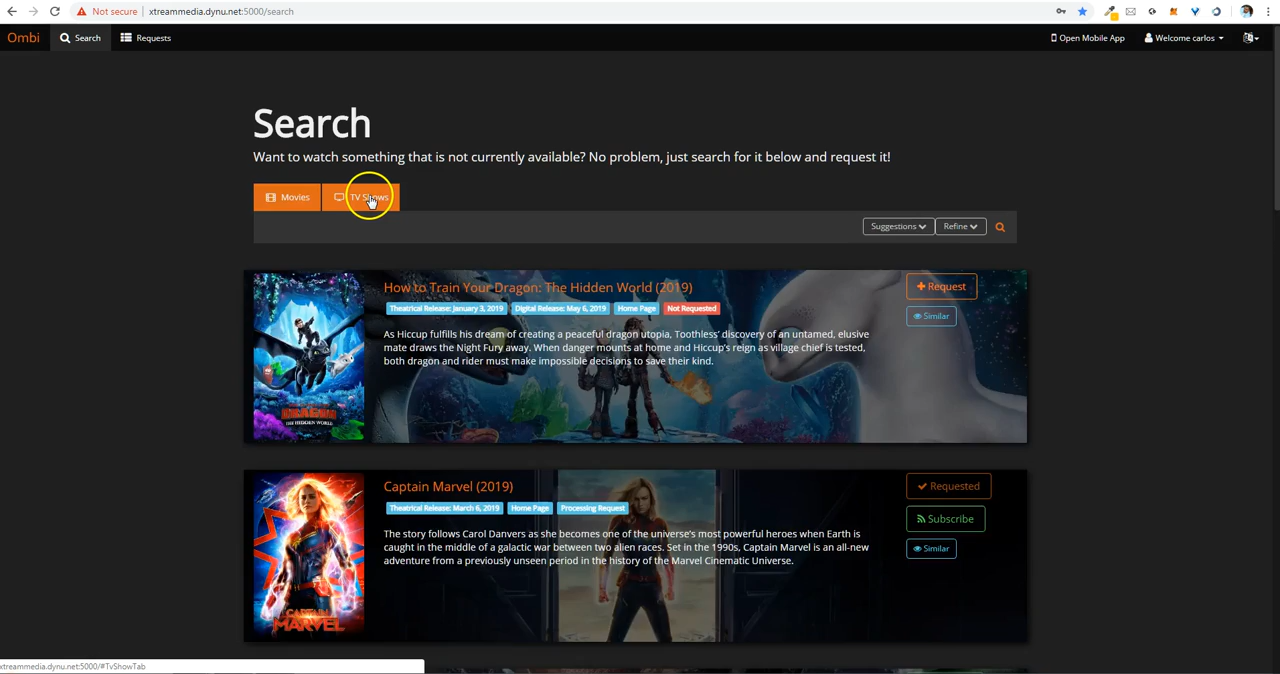 Not secure | xtreammedia.dynu.net:5000/search
Ombi Search Requests Open Mobile App Welcome carlos
Search
Want to watch something that is not currently available? No problem, just search for it below and request it!
Movies TV Shows
Suggestions Refine
How to Train Your Dragon: The Hidden World (2019)
Request
Theatrical Release: January 3, 2019 Digital Release: May 6, 2019 Home Page Not Requested
Similar
As Hiccup fulfills his dream of creating a peaceful dragon utopia, Toothless' discovery of an untamed, elusive
mate draws the Night Fury away. When danger mounts at home and Hiccup's reign as village chief is tested,
both dragon and rider must make impossible decisions to save their kind.
Captain Marvel (2019)
Requested
Theatrical Release: March 6, 2019 Home Page Processing Request
Subscribe
The story follows Carol Danvers as she becomes one of the universe's most powerful heroes when Earth is
caught in the middle of a galactic war between two alien races. Set in the 1990s, Captain Marvel is an all-new
adventure from a previously unseen period in the history of the Marvel Cinematic Universe.
Similar
CAPTAIN
MARVEL
xtreammedia.dynu.net:5000/#TvShowTab